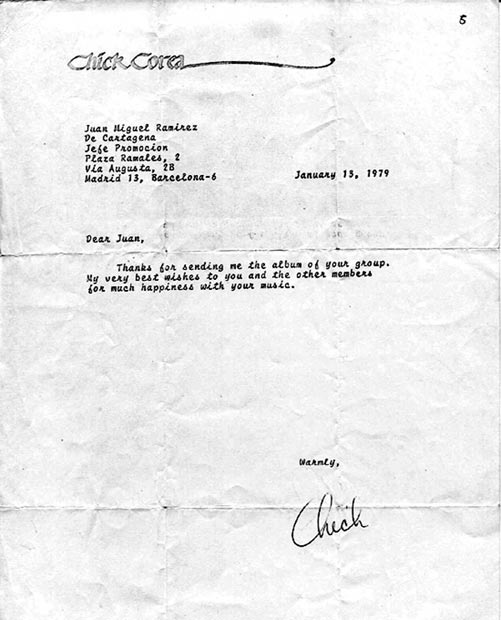 5
Chick Corea
Juan Miguel Ramirez
De Cartagena
Jefe Promocion
Plaza Ramales, 2
Via Augusta, 2B
Madrid 13, Barcelona-6
January 13, 1979
Dear Juan,
Thanks for sending me the album of your group.
My very best wishes to you and the other members
for much happiness with your music.
Warmly,
Chick